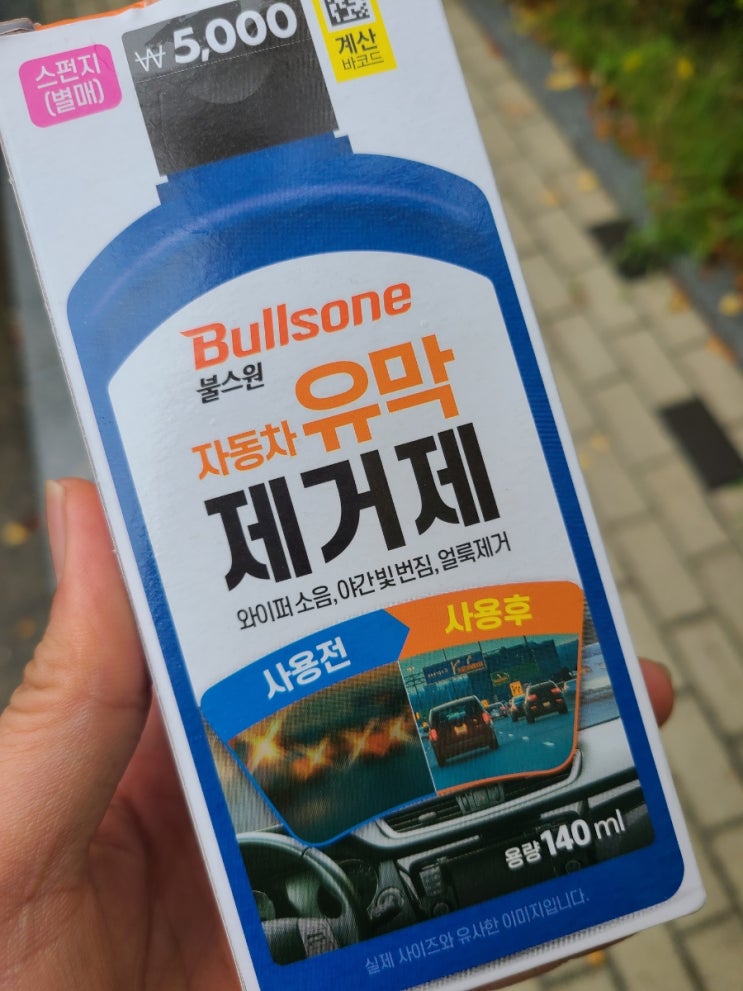 ₩ 5,000
스펀지
(별매)
계산
바코드
Bullsone
불스원
자동차 유막
제거제
와이퍼 소음, 야간 빛 번짐, 얼룩제거
사용전
사용후
용량 140 ml
실제 사이즈와 유사한 이미지입니다.